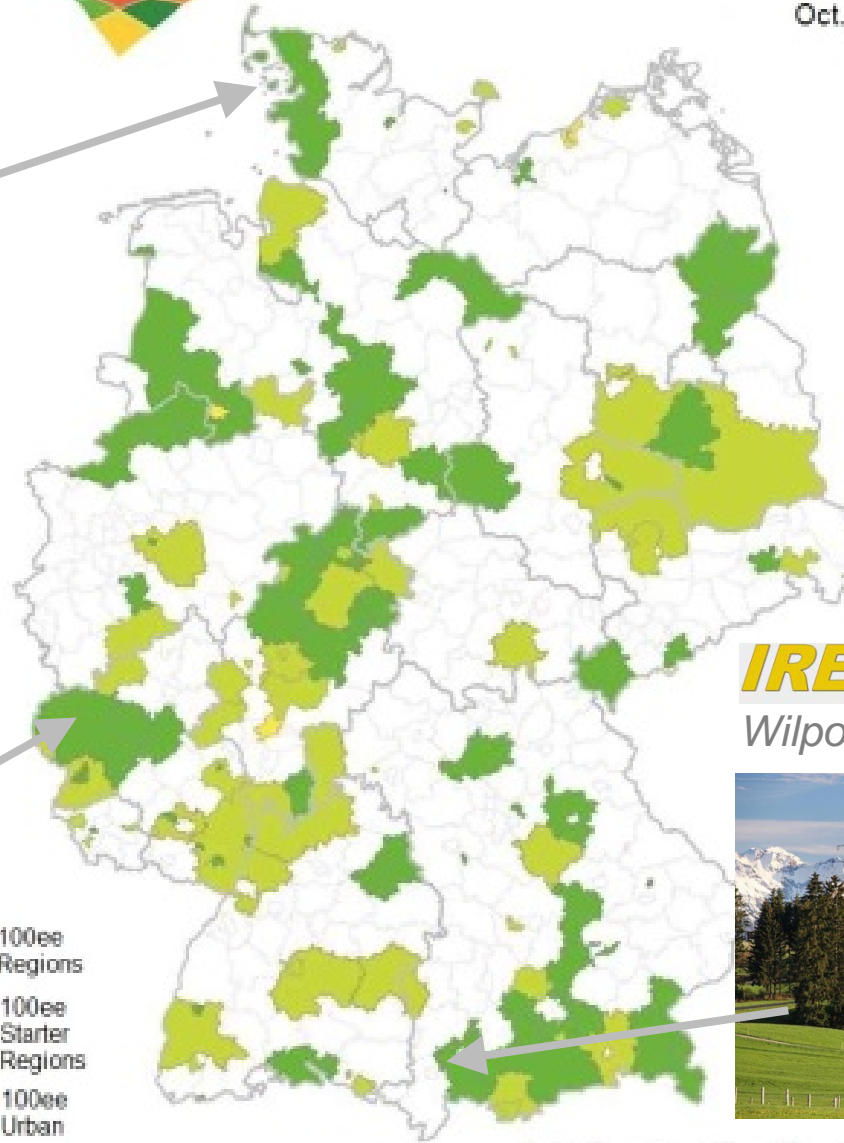 Oct.
IRE
Wilpo
100ee
Regions
100ee
Starter
Regions
100ee
Urban